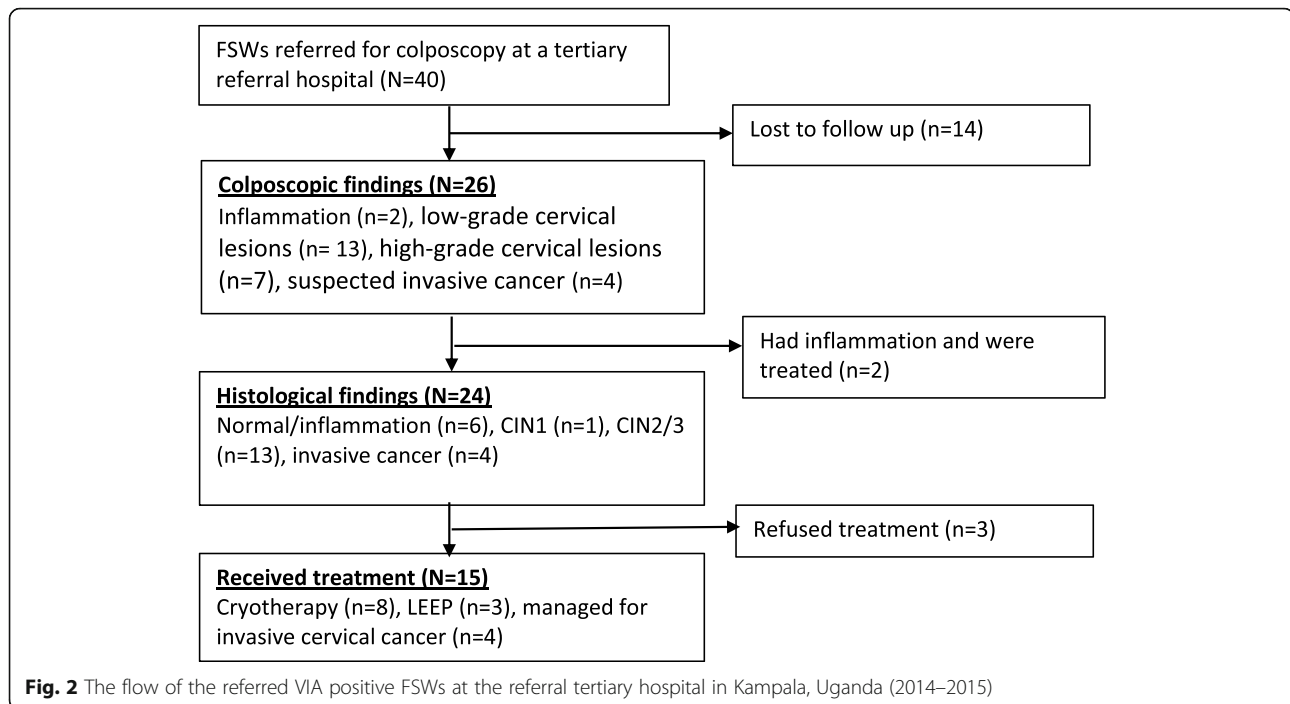 FSWs referred for colposcopy at a tertiary
referral hospital (N=40)
Lost to follow up (n=14)
Colposcopic findings (N=26)
Inflammation (n=2), low-grade cervical
lesions (n= 13), high-grade cervical lesions
(n=7), suspected invasive cancer (n=4)
Had inflammation and were
treated (n=2)
Histological findings (N=24)
Normal/inflammation (n=6), CIN1 (n=1), CIN2/3
(n=13), invasive cancer (n=4)
Refused treatment (n=3)
Received treatment (N=15)
Cryotherapy (n=8), LEEP (n=3), managed for
invasive cervical cancer (n=4)
Fig. 2 The flow of the referred VIA positive FSWs at the referral tertiary hospital in Kampala, Uganda (2014–2015)